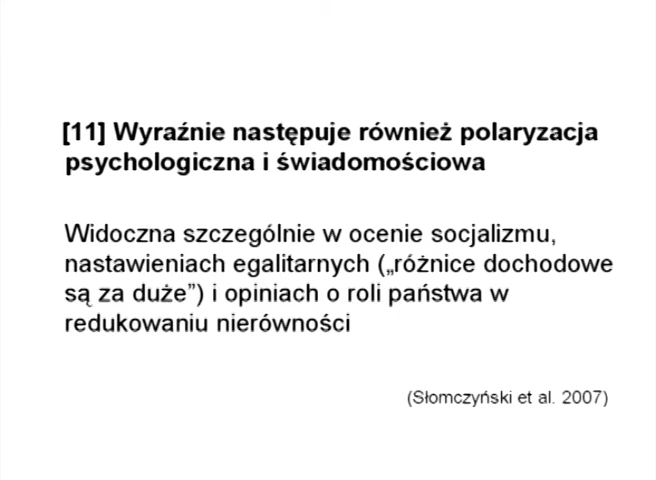 [11] Wyraźnie następuje również polaryzacja
psychologiczna i świadomościowa
Widoczna szczególnie w ocenie socjalizmu,
nastawieniach egalitarnych („różnice dochodowe
są za duże”) i opiniach o roli państwa w
redukowaniu nierówności
(Słomczyński et al. 2007)